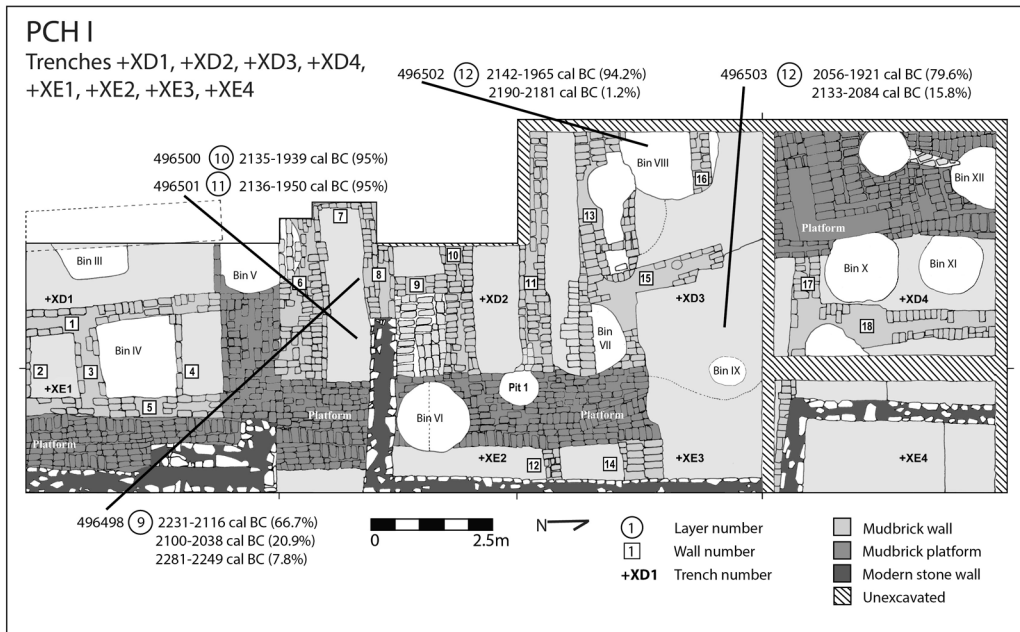 PCH I
Trenches +XD1, +XD2, +XD3, +XD4,
+XE1, +XE2, +XE3, +XE4
496502 12 2142-1965 cal BC (94.2%)
2190-2181 cal BC (1.2%)
496503 12 2056-1921 cal BC (79.6%)
2133-2084 cal BC (15.8%)
496500 10 2135-1939 cal BC (95%)
496501 11 2136-1950 cal BC (95%)
Bin VIII
16
Bin XII
7
13
Platform
Bin III
Bin V
6
8
9
10
11
15
Bin X
Bin XI
17
+XD1
+XD2
+XD3
+XD4
1
Bin IV
Bin VII
18
2
3
4
Bin IX
+XE1
Pit 1
5
Platform
Platform
Bin VI
Platform
+XE2
12
14
+XE3
+XE4
496498 9 2231-2116 cal BC (66.7%)
2100-2038 cal BC (20.9%)
2281-2249 cal BC (7.8%)
0 2.5m
N
1 Layer number
1 Wall number
+XD1 Trench number
Mudbrick wall
Mudbrick platform
Modern stone wall
Unexcavated